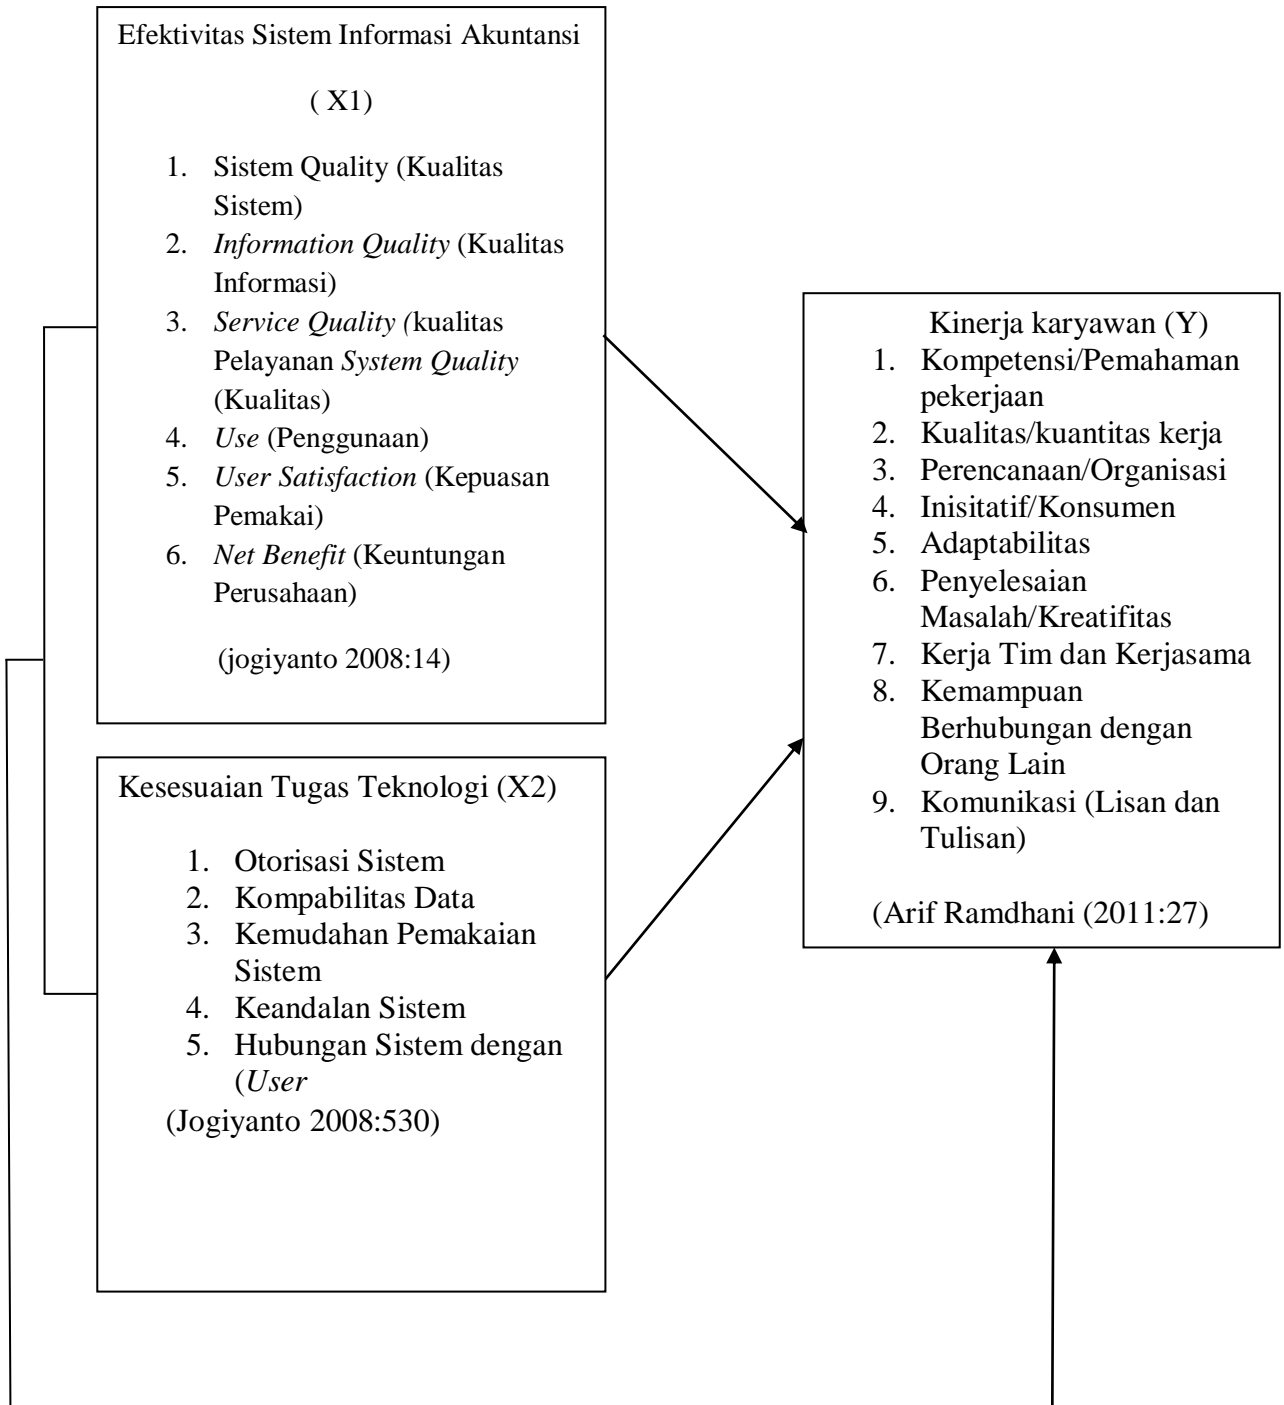 Efektivitas Sistem Informasi Akuntansi
( X1)
1. Sistem Quality (Kualitas
Sistem)
2. Information Quality (Kualitas
Informasi)
3. Service Quality (kualitas
Pelayanan System Quality
(Kualitas)
4. Use (Penggunaan)
5. User Satisfaction (Kepuasan
Pemakai)
6. Net Benefit (Keuntungan
Perusahaan)
(jogiyanto 2008:14)
Kesesuaian Tugas Teknologi (X2)
1. Otorisasi Sistem
2. Kompabilitas Data
3. Kemudahan Pemakaian
Sistem
4. Keandalan Sistem
5. Hubungan Sistem dengan
(User
(Jogiyanto 2008:530)
Kinerja karyawan (Y)
1. Kompetensi/Pemahaman
pekerjaan
2. Kualitas/kuantitas kerja
3. Perencanaan/Organisasi
4. Inisitatif/Konsumen
5. Adaptabilitas
6. Penyelesaian
Masalah/Kreatifitas
7. Kerja Tim dan Kerjasama
8. Kemampuan
Berhubungan dengan
Orang Lain
9. Komunikasi (Lisan dan
Tulisan)
(Arif Ramdhani (2011:27)